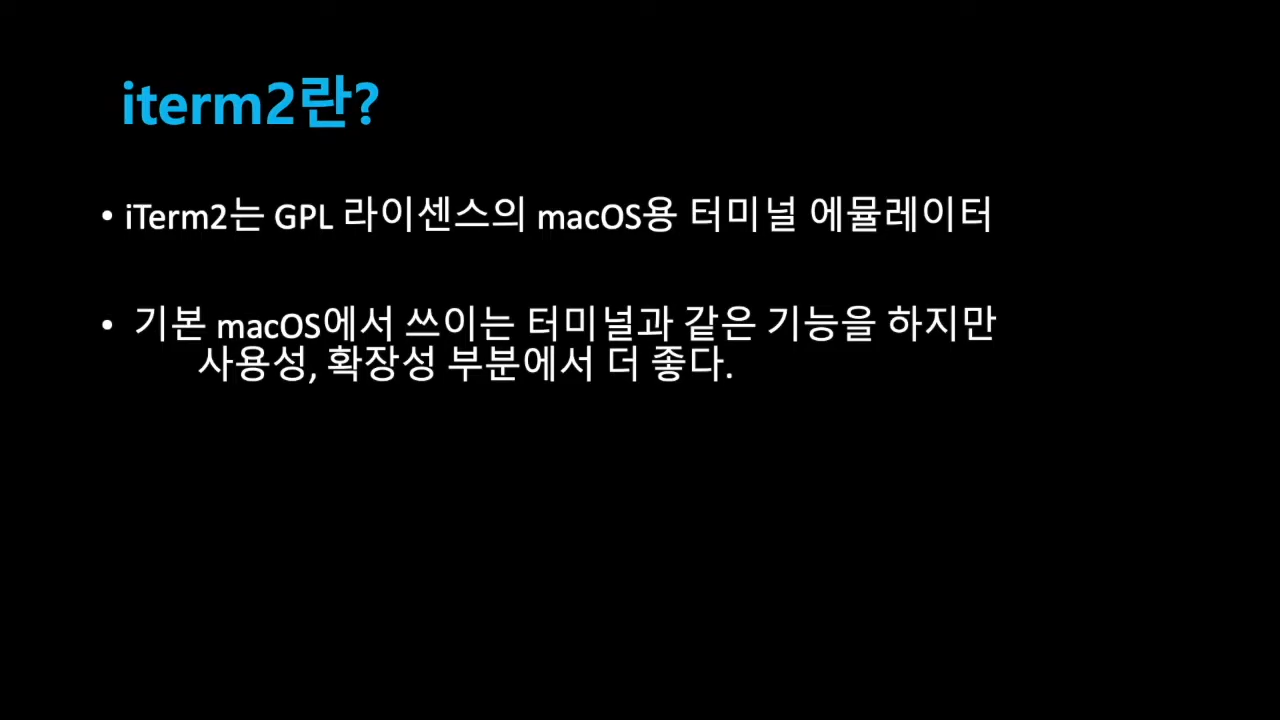 iterm2란?
• iTerm2는 GPL 라이센스의 macOS용 터미널 에뮬레이터
• 기본 macOS에서 쓰이는 터미널과 같은 기능을 하지만
사용성, 확장성 부분에서 더 좋다.